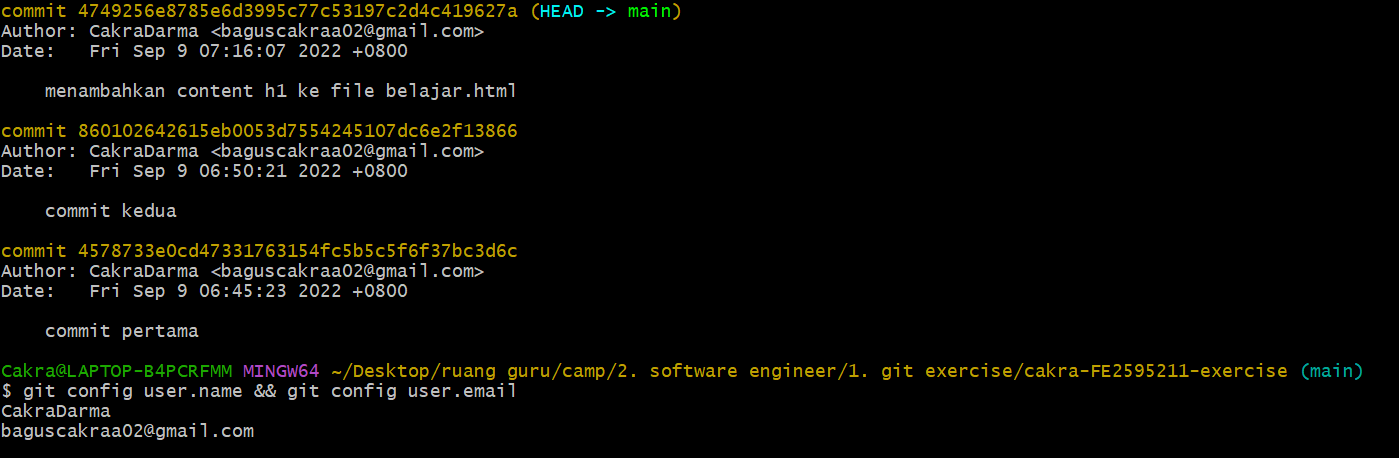 commit 4749256e8785e6d3995c77c53197c2d4c419627a (HEAD -> main)
Author: CakraDarma <baguscakraa02@gmail.com>
Date:   Fri Sep 9 07:16:07 2022 +0800
    menambahkan content h1 ke file belajar.html
commit 860102642615eb0053d7554245107dc6e2f13866
Author: CakraDarma <baguscakraa02@gmail.com>
Date:   Fri Sep 9 06:50:21 2022 +0800
    commit kedua
commit 4578733e0cd47331763154fc5b5c5f6f37bc3d6c
Author: CakraDarma <baguscakraa02@gmail.com>
Date:   Fri Sep 9 06:45:23 2022 +0800
    commit pertama
Cakra@LAPTOP-B4PCRFMM MINGW64 ~/Desktop/ruang guru/camp/2. software engineer/1. git exercise/cakra-FE2595211-exercise (main)
$ git config user.name && git config user.email
CakraDarma
baguscakraa02@gmail.com